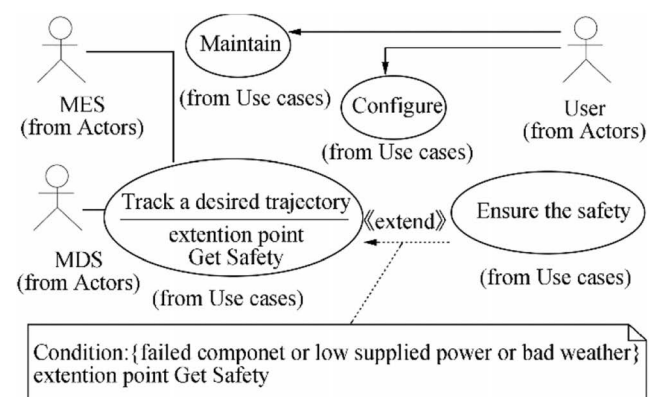 Maintain
MES
(from Actors)
(from Use cases)
Configure
(from Use cases)
User
(from Actors)
Track a desired trajectory
extention point
Get Safety
(from Use cases)
《extend》
Ensure the safety
(from Use cases)
MDS
(from Actors)
Condition:{failed componet or low supplied power or bad weather}
extention point Get Safety